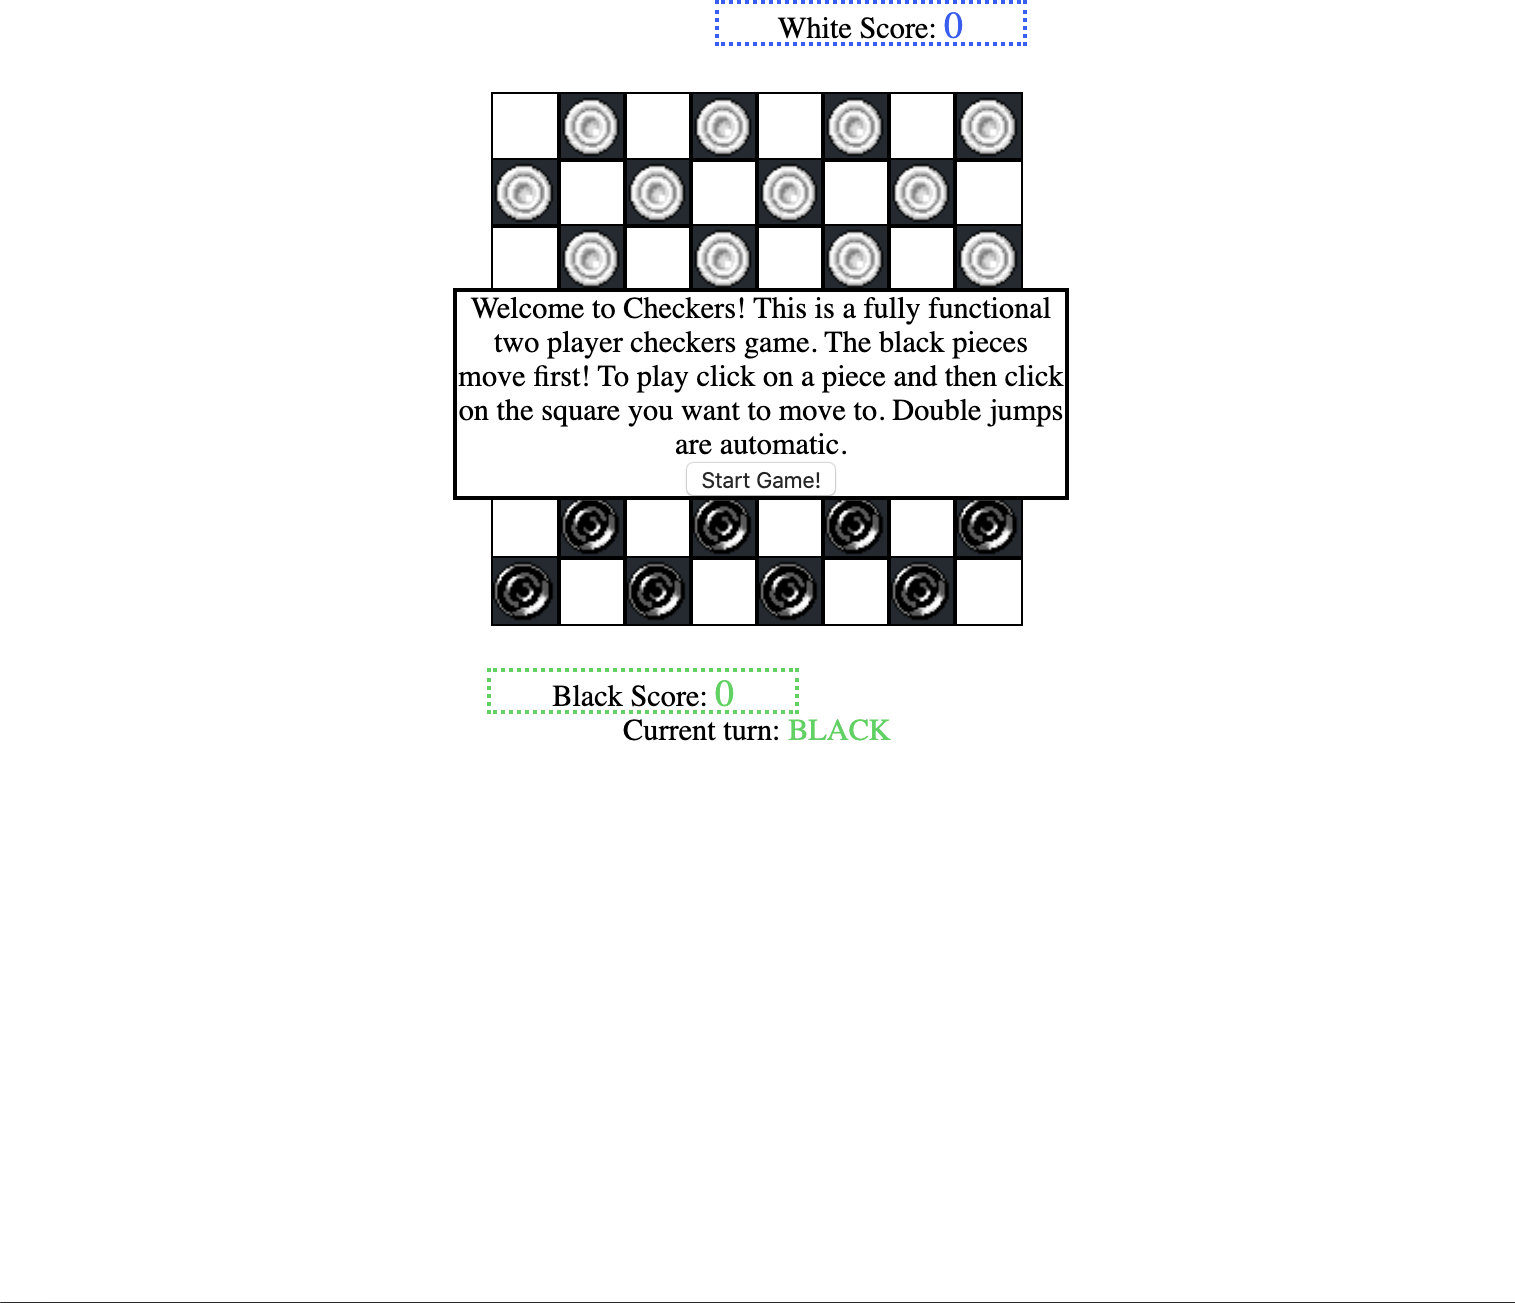 White Score: 0
Welcome to Checkers! This is a fully functional
two player checkers game. The black pieces
move first! To play click on a piece and then click
on the square you want to move to. Double jumps
are automatic.
Start Game!
Black Score: 0
Current turn: BLACK